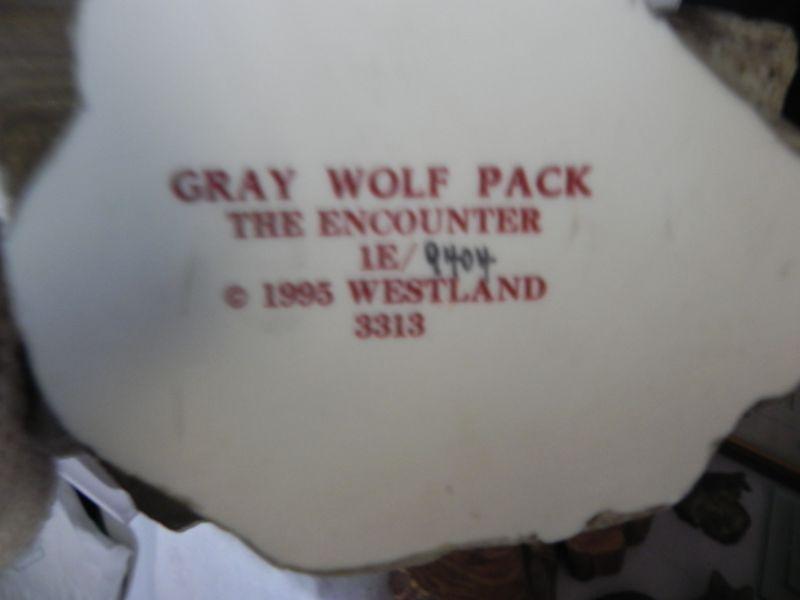 GRAY WOLF PACK
THE ENCOUNTER
1E/ 9404
© 1995 WESTLAND
3313